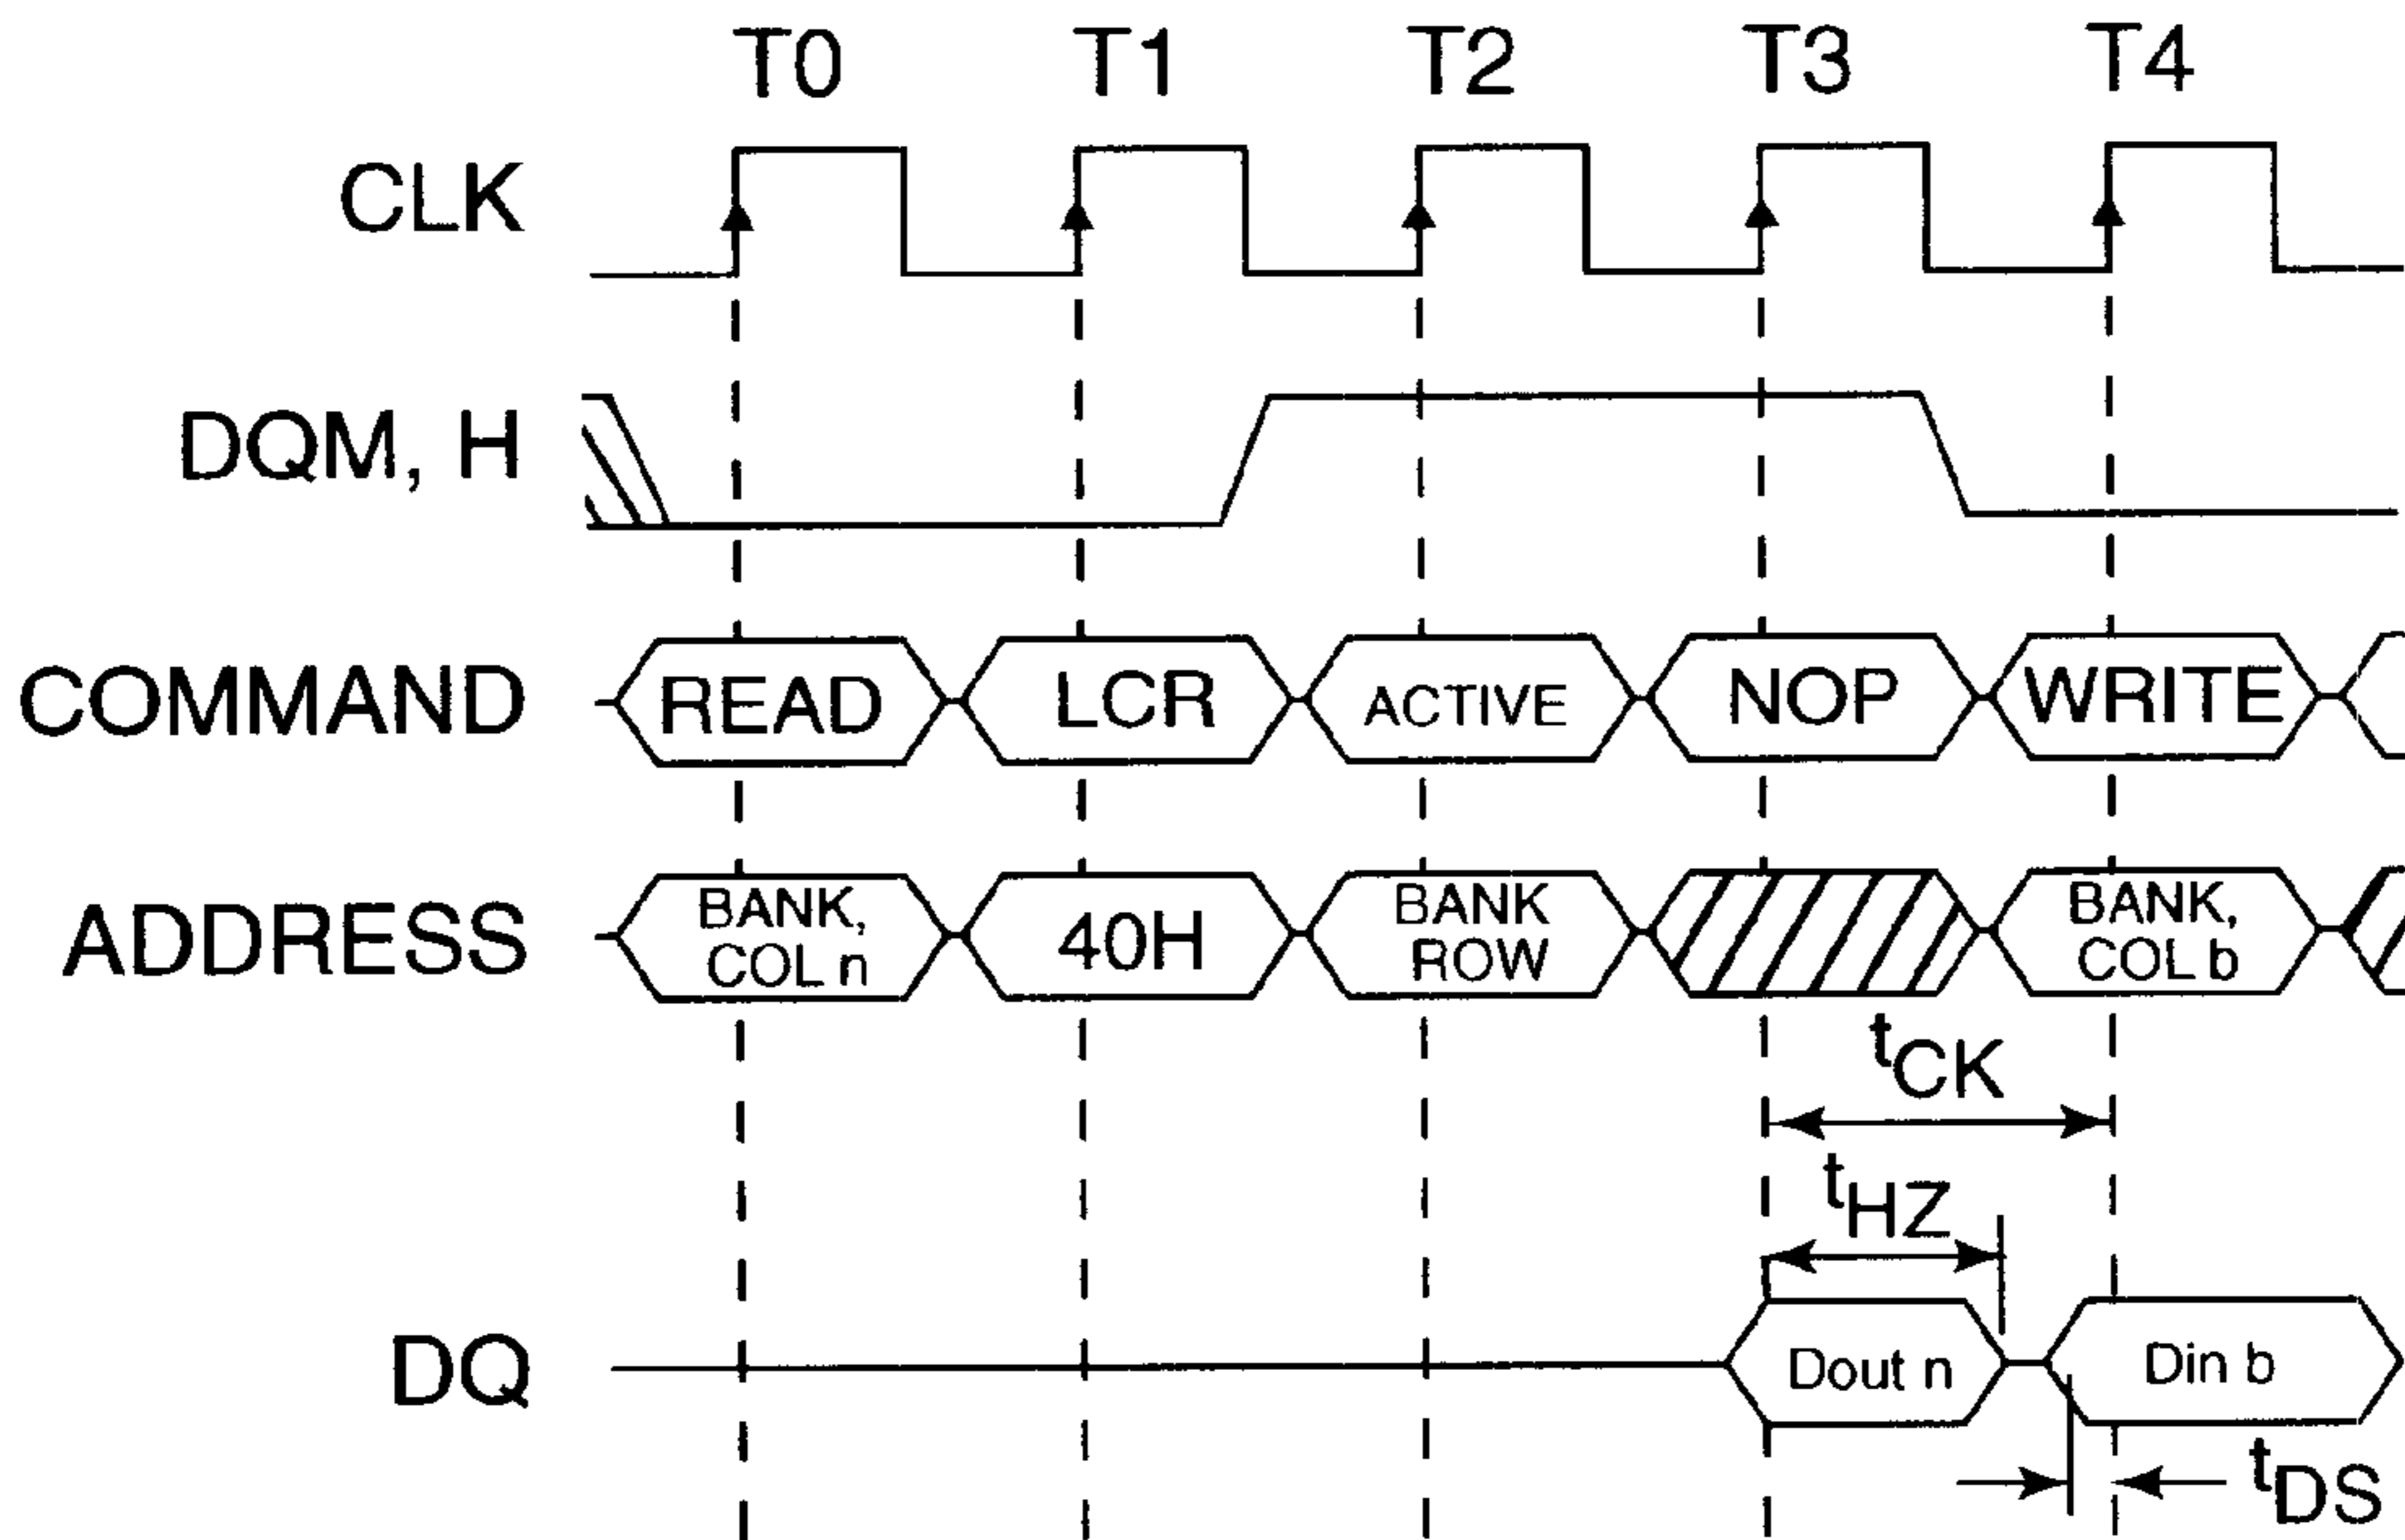 T0 T1 T2 T3 T4
CLK
DQM, H
COMMAND READ LCR ACTIVE NOP WRITE
ADDRESS BANK, COL n 40H BANK ROW BANK, COL b
tCK
tHZ
DQ Dout n Din b
tDS